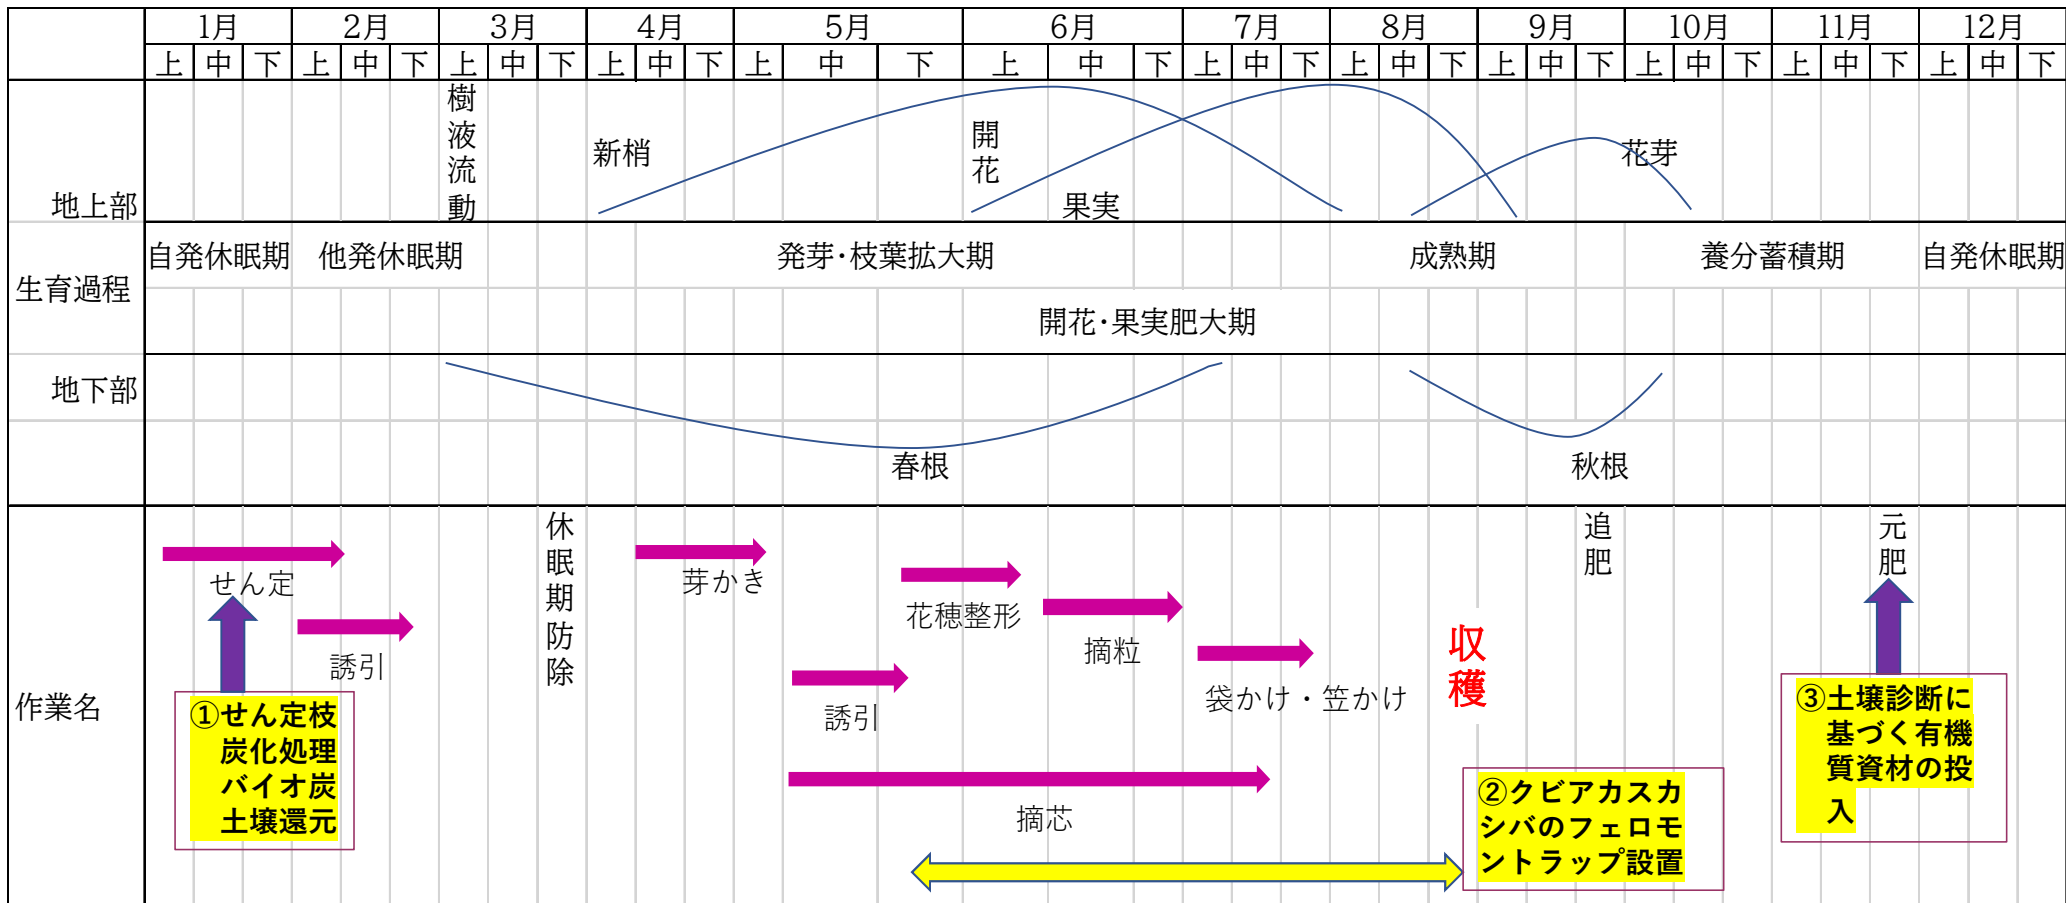 1月 2月 3月 4月 5月 6月 7月 8月 9月 10月 11月 12月
上 中 下 上 中 下 上 中 下 上 中 下 上 中 下 上 中 下 上 中 下 上 中 下 上 中 下 上 中 下 上 中 下 上 中 下
地上部
樹液流動
新梢
開花
果実
花芽
生育過程
自発休眠期 他発休眠期 発芽・枝葉拡大期 成熟期 養分蓄積期 自発休眠期
開花・果実肥大期
地下部
春根
秋根
作業名
せん定
誘引
休眠期防除
芽かき
花穂整形
誘引
摘粒
袋かけ・笠かけ
摘芯
収穫
追肥
元肥
①せん定枝
炭化処理
バイオ炭
土壌還元
②クビアカスカ
シバのフェロモ
ントラップ設置
③土壌診断に
基づく有機
質資材の投
入